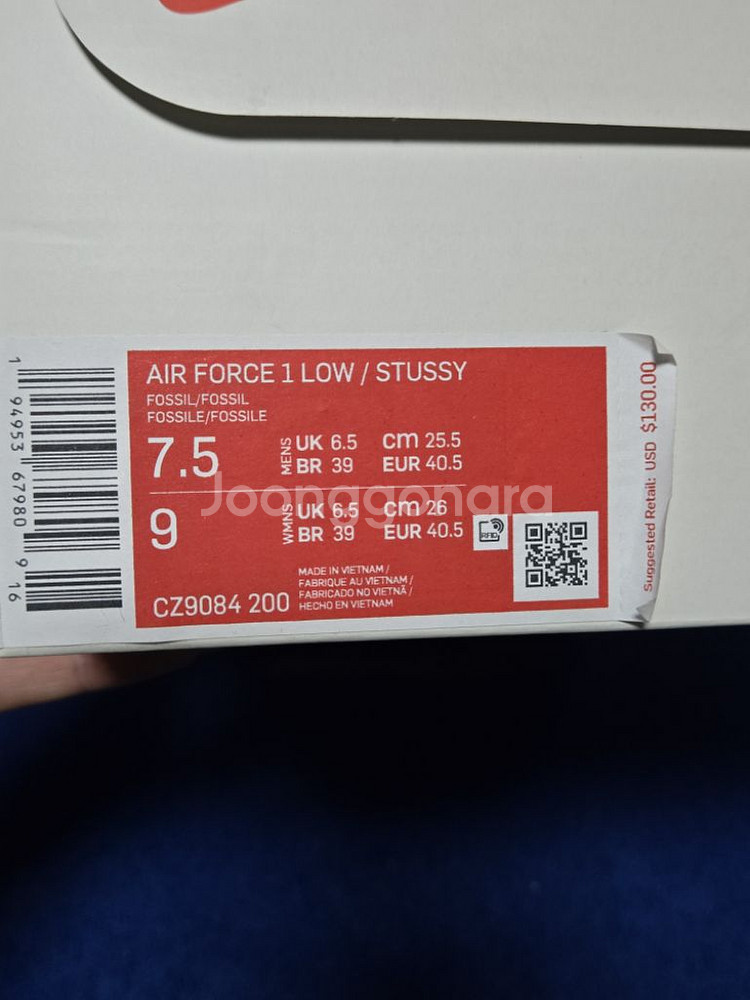 AIR FORCE 1 LOW / STUSSY
FOSSIL/FOSSIL
FOSSILE/FOSSILE
7.5
MENS
UK 6.5 cm 25.5
BR 39 EUR 40.5
9
WMNS
UK 6.5 cm 26
BR 39 EUR 40.5
RFID
CZ9084 200
MADE IN VIETNAM /
FABRIQUE AU VIETNAM /
FABRICADO NO VIETNÃ /
HECHO EN VIETNAM
1 94953 67980 9 16
Suggested Retail: USD $130.00
Joonggonara